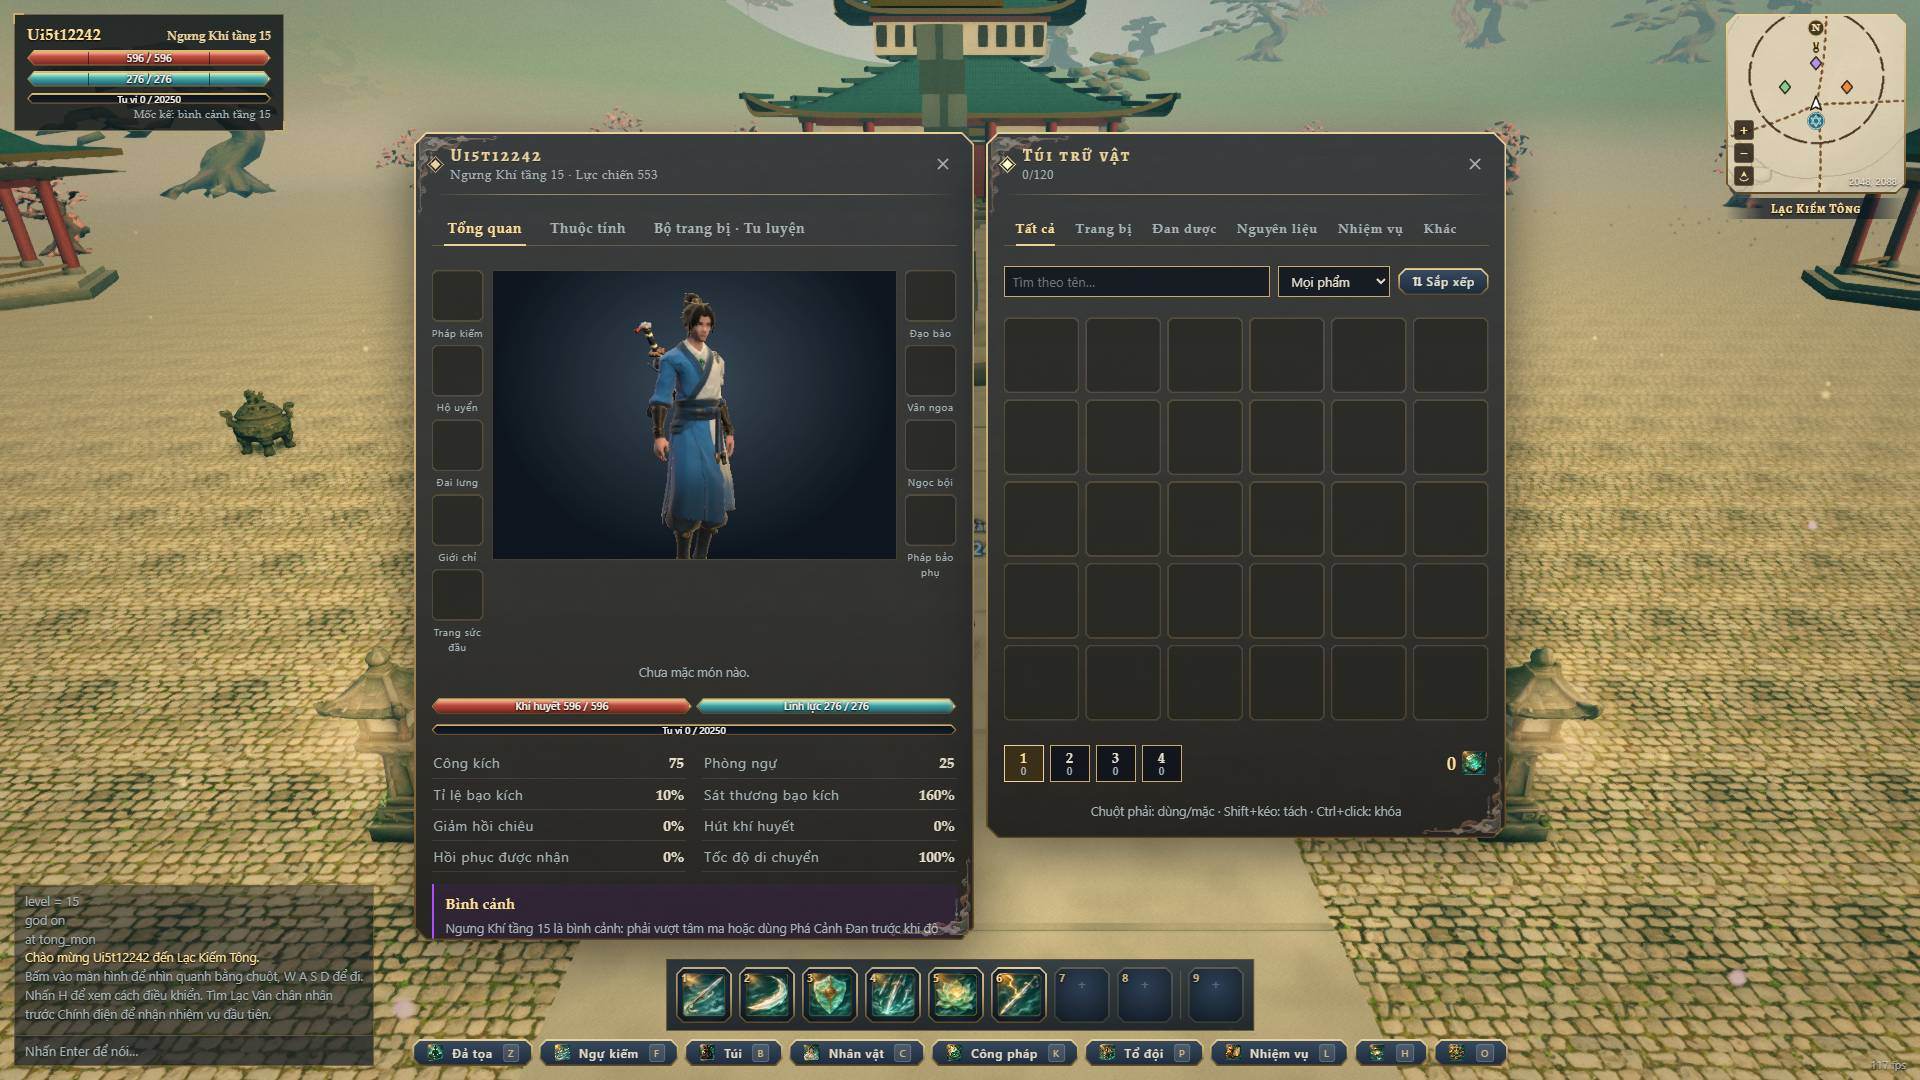 Ui5t12242
Ngưng Khí tầng 15
596 / 596
276 / 276
Tu vi 0 / 20250
Mốc kế: bình cảnh tầng 15
N
+
−
2048, 2088
Lạc Kiếm Tông
Ui5t12242
Ngưng Khí tầng 15 · Lực chiến 553
Tổng quan
Thuộc tính
Bộ trang bị · Tu luyện
Pháp kiếm
Hộ uyển
Đai lưng
Giới chỉ
Trang sức
đầu
Đạo bào
Vân ngoa
Ngọc bội
Pháp bảo
phụ
Chưa mặc món nào.
Khí huyết 596 / 596
Linh lực 276 / 276
Tu vi 0 / 20250
Công kích 75
Phòng ngự 25
Tỉ lệ bạo kích 10%
Sát thương bạo kích 160%
Giảm hồi chiêu 0%
Hút khí huyết 0%
Hồi phục được nhận 0%
Tốc độ di chuyển 100%
Bình cảnh
Ngưng Khí tầng 15 là bình cảnh: phải vượt tâm ma hoặc dùng Phá Cảnh Đan trước khi độ
Túi trữ vật
0/120
Tất cả
Trang bị
Đan dược
Nguyên liệu
Nhiệm vụ
Khác
Tìm theo tên...
Mọi phẩm
⇅ Sắp xếp
1
0
2
0
3
0
4
0
0
Chuột phải: dùng/mặc · Shift+kéo: tách · Ctrl+click: khóa
level = 15
god on
at tong_mon
Chào mừng Ui5t12242 đến Lạc Kiếm Tông.
Bấm vào màn hình để nhìn quanh bằng chuột, W A S D để đi.
Nhấn H để xem cách điều khiển. Tìm Lạc Vân chân nhân
trước Chính điện để nhận nhiệm vụ đầu tiên.
Nhấn Enter để nói...
1
2
3
4
5
6
7
+
8
+
9
+
Đả tọa Z
Ngự kiếm F
Túi B
Nhân vật C
Công pháp K
Tổ đội P
Nhiệm vụ L
H
O
117 fps